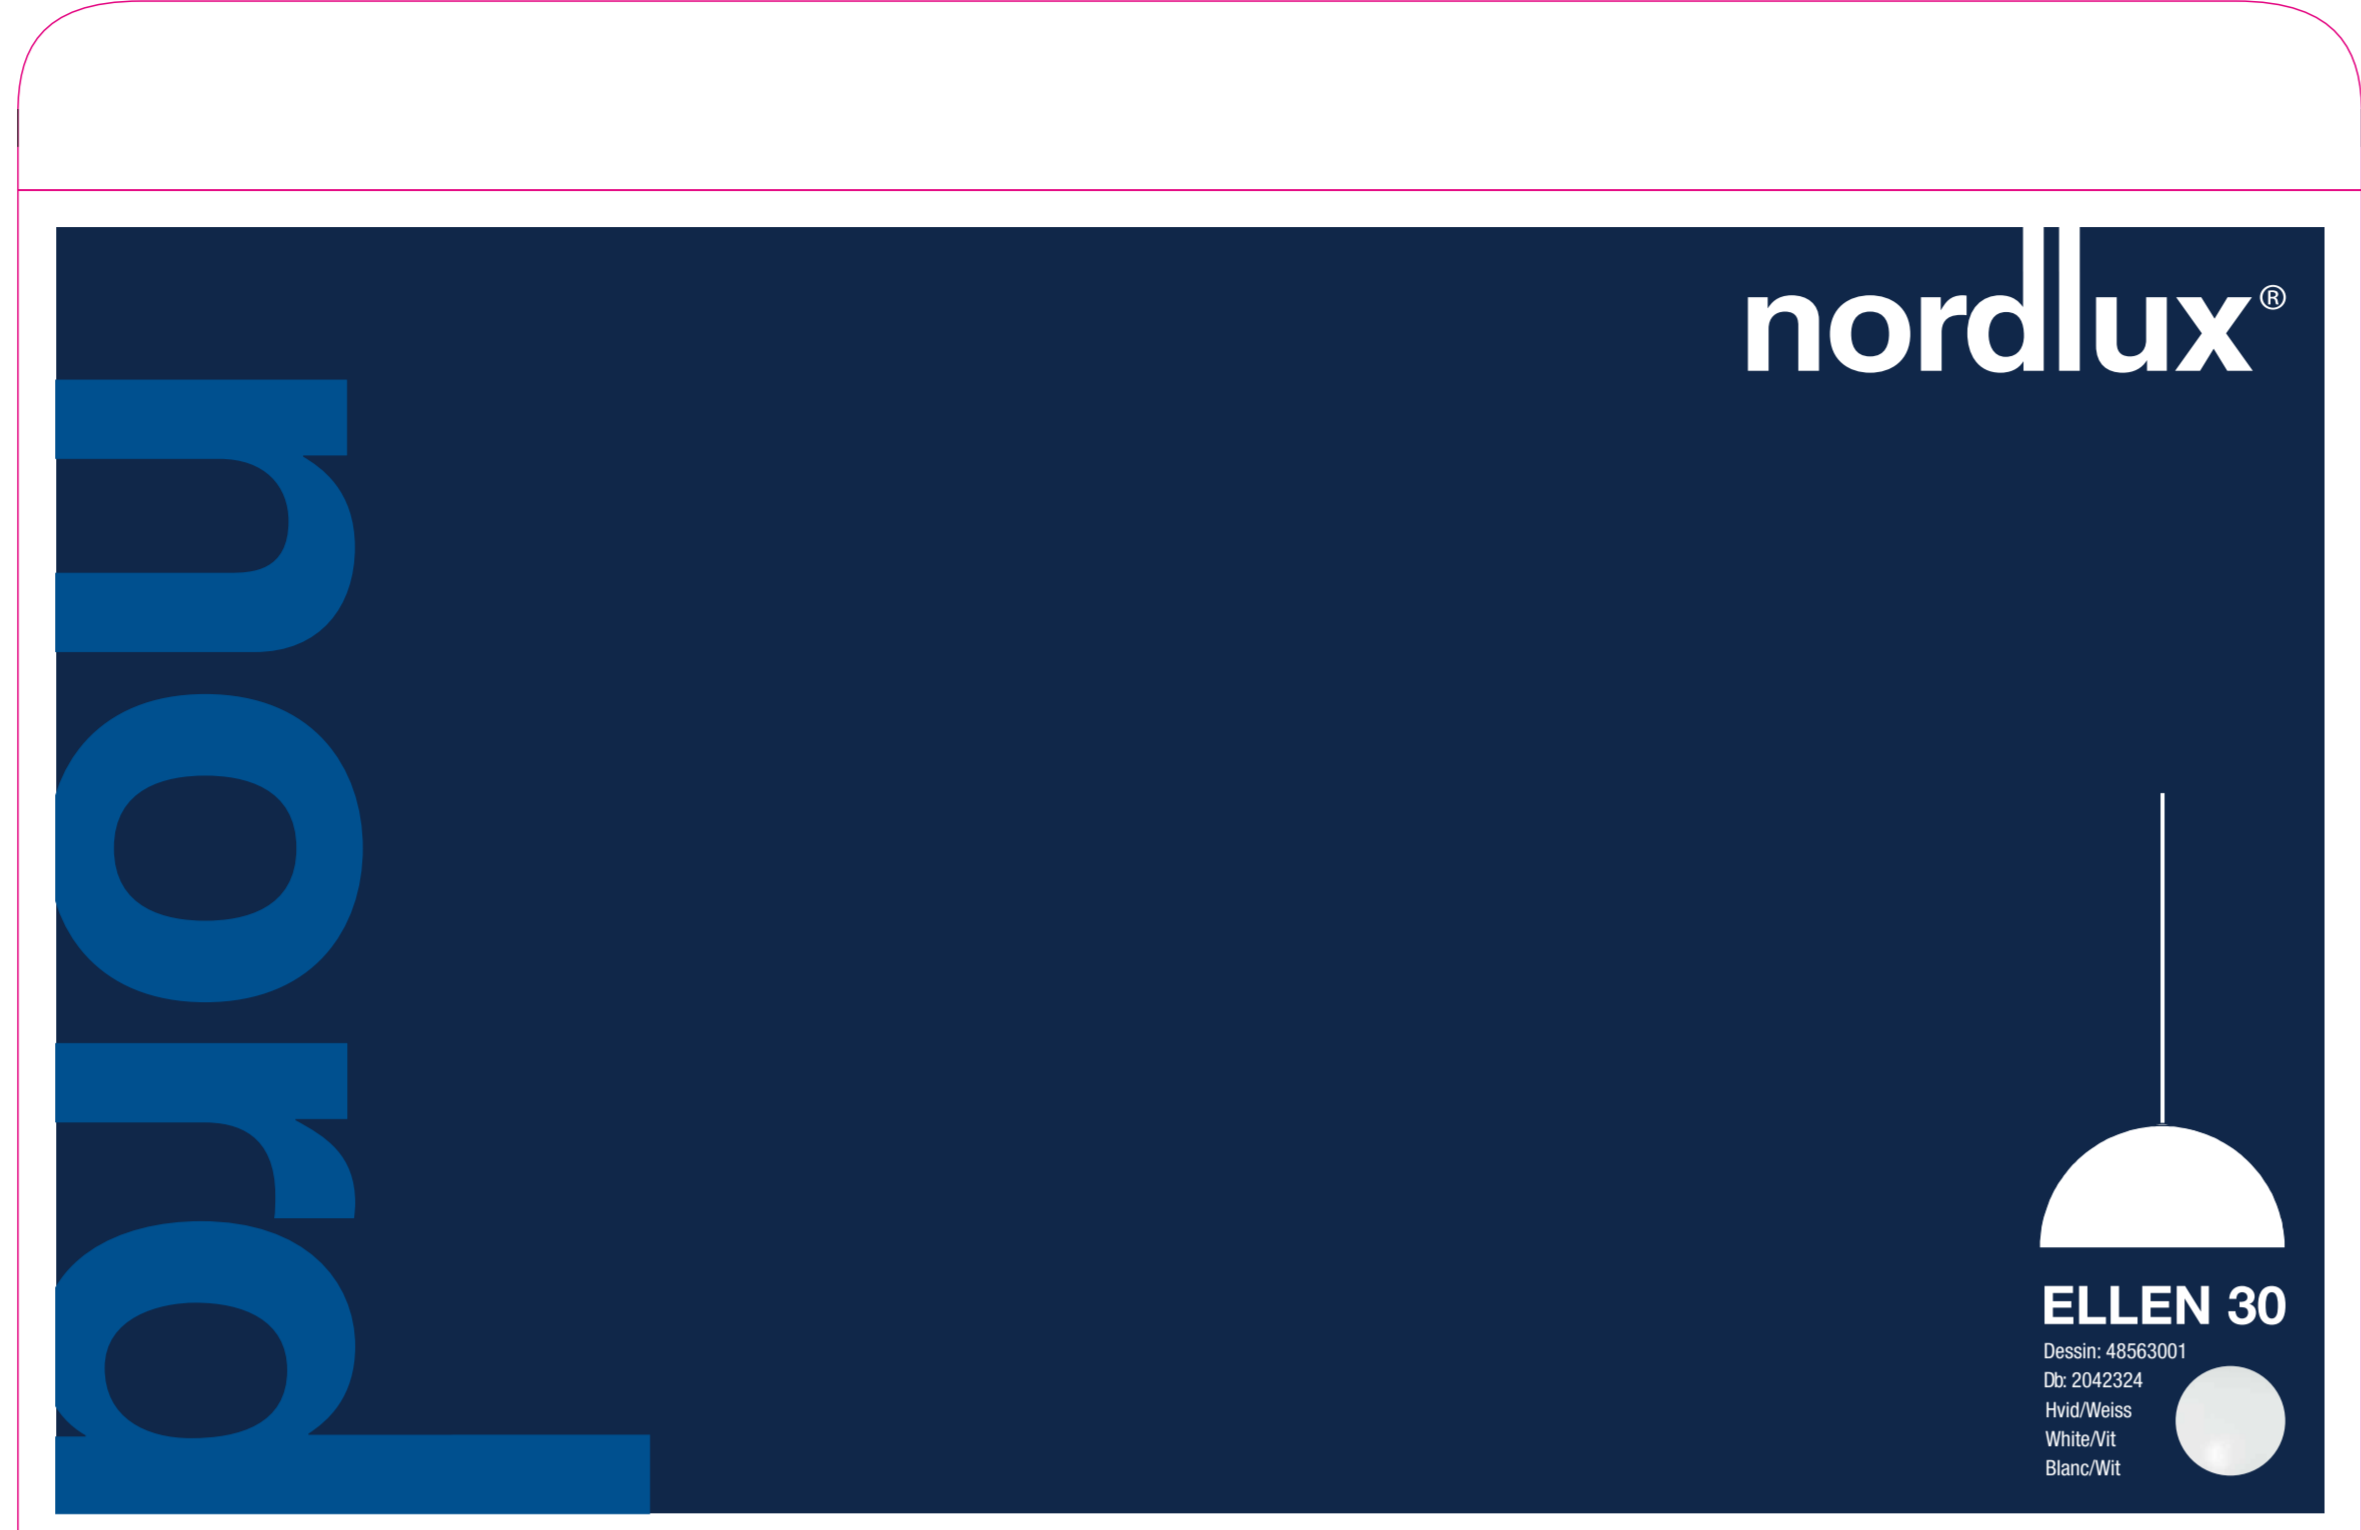 nordlux®
nord
ELLEN 30
Dessin: 48563001
Db: 2042324
Hvid/Weiss
White/Vit
Blanc/Wit